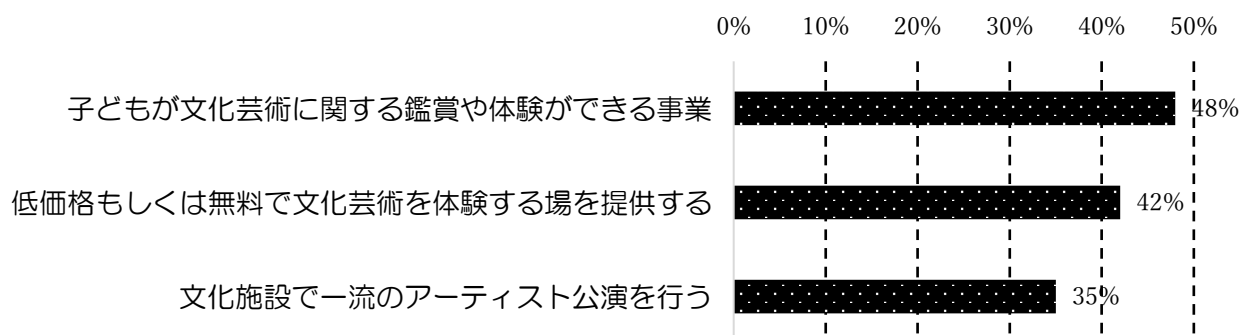 0% 10% 20% 30% 40% 50%
子どもが文化芸術に関する鑑賞や体験ができる事業 48%
低価格もしくは無料で文化芸術を体験する場を提供する 42%
文化施設で一流のアーティスト公演を行う 35%